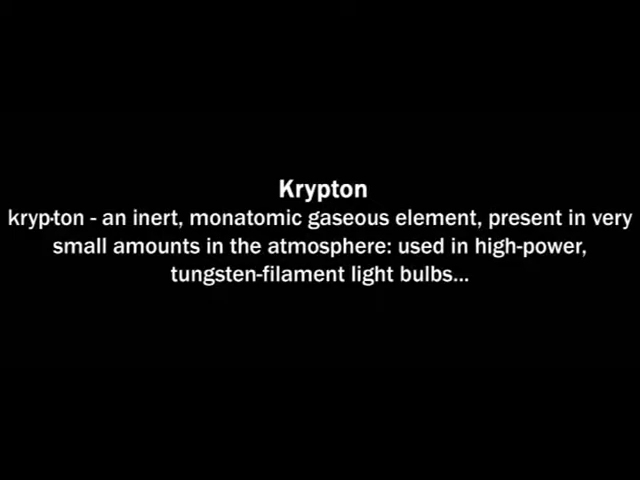 Krypton
kryp·ton - an inert, monatomic gaseous element, present in very
small amounts in the atmosphere: used in high-power,
tungsten-filament light bulbs...